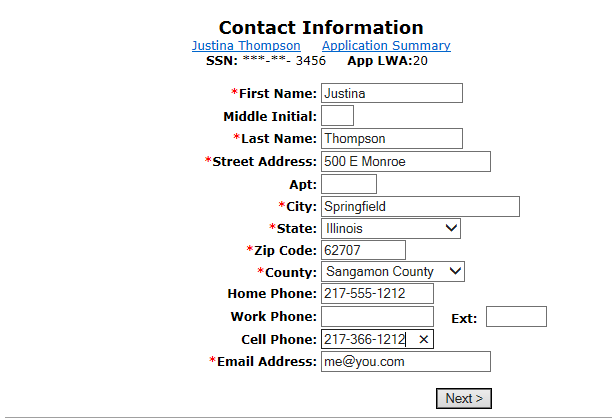 Contact Information
Justina Thompson Application Summary
SSN: ***-**- 3456 App LWA:20
*First Name: Justina
Middle Initial:
*Last Name: Thompson
*Street Address: 500 E Monroe
Apt:
*City: Springfield
*State: Illinois
*Zip Code: 62707
*County: Sangamon County
Home Phone: 217-555-1212
Work Phone: Ext:
Cell Phone: 217-366-1212 ×
*Email Address: me@you.com
Next >